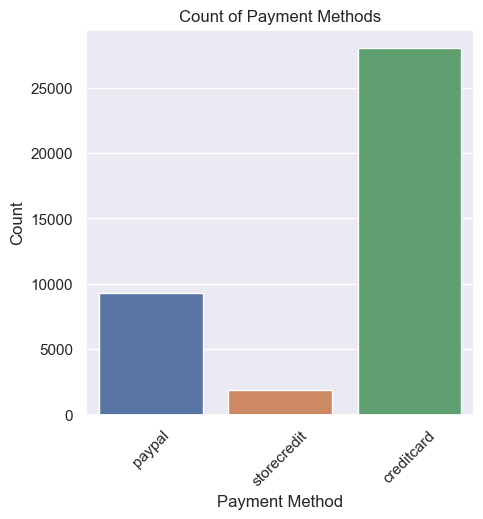 Count of Payment Methods
Count
25000
20000
15000
10000
5000
0
paypal
storecredit
creditcard
Payment Method